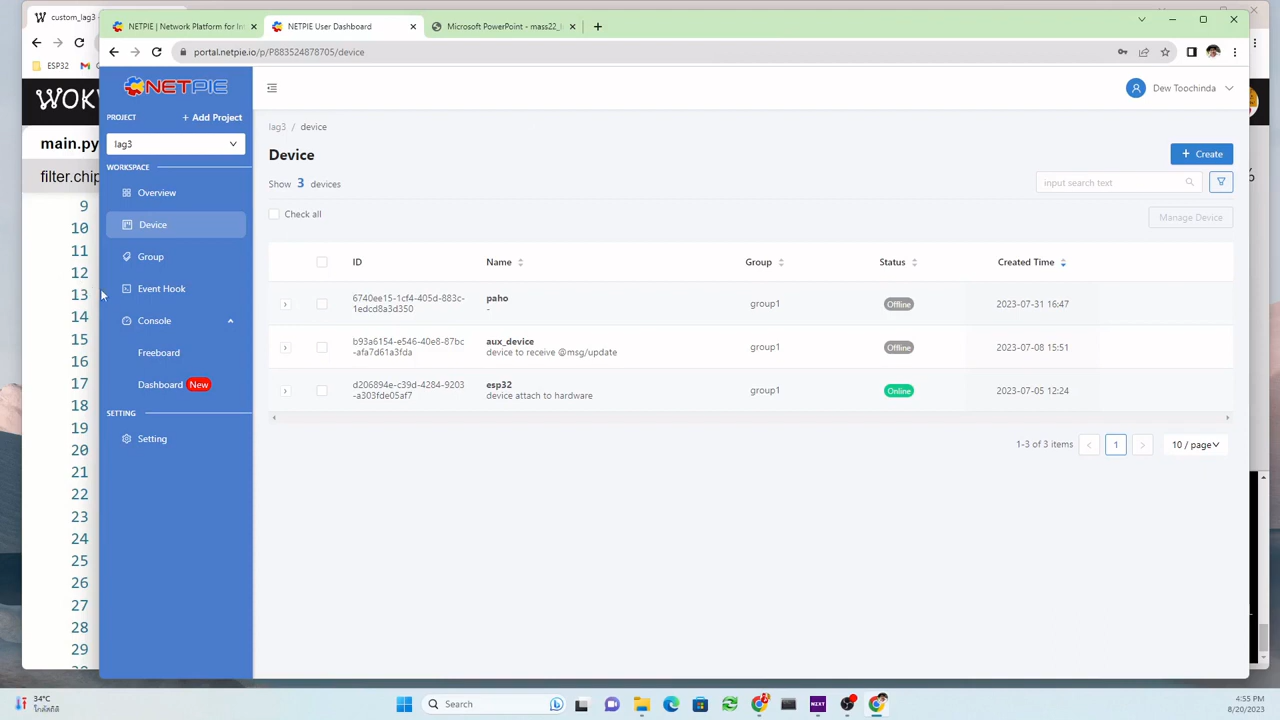 custom_lag3
NETPIE | Network Platform for In
NETPIE User Dashboard
Microsoft PowerPoint - mass22_
portal.netpie.io/p/P883524878705/device
ESP32
NETPIE
Dew Toochinda
PROJECT
+ Add Project
lag3
WORKSPACE
Overview
Device
Group
Event Hook
Console
Freeboard
Dashboard New
SETTING
Setting
lag3 / device
Device
+ Create
Show 3 devices
input search text
Check all
Manage Device
ID Name Group Status Created Time
6740ee15-1cf4-405d-883c-1edcd8a3d350 paho - group1 Offline 2023-07-31 16:47
b93a6154-e546-40e8-87bc-afa7d61a3fda aux_device device to receive @msg/update group1 Offline 2023-07-08 15:51
d206894e-c39d-4284-9203-a303fde05af7 esp32 device attach to hardware group1 Online 2023-07-05 12:24
1-3 of 3 items
1
10 / page
WOK
main.py
filter.chip
9
10
11
12
13
14
15
16
17
18
19
20
21
22
23
24
25
26
27
28
29
34°C
Search
NEXT
4:55 PM
8/20/2023